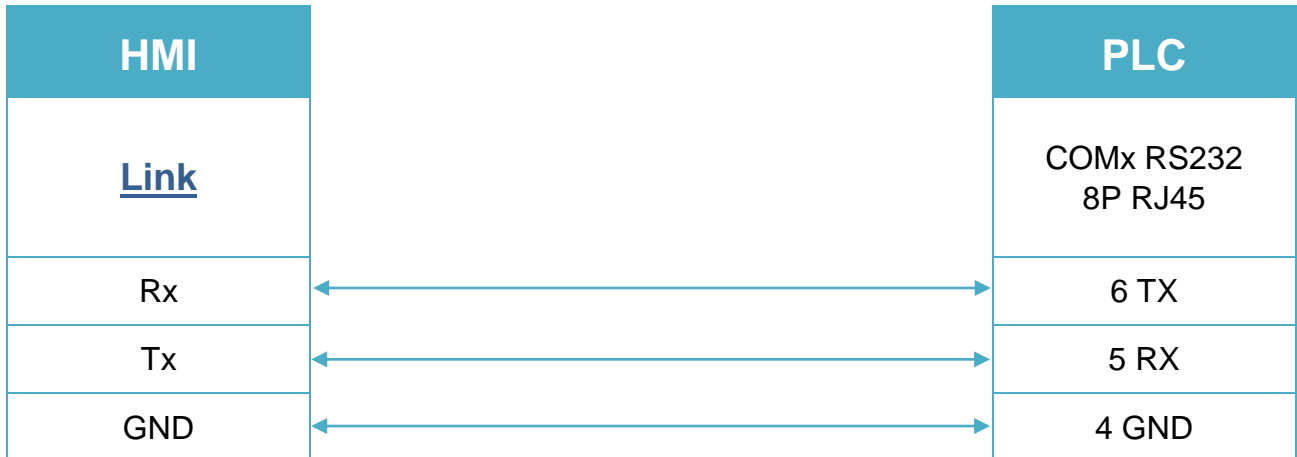 HMI PLC
Link COMx RS232
8P RJ45
Rx 6 TX
Tx 5 RX
GND 4 GND